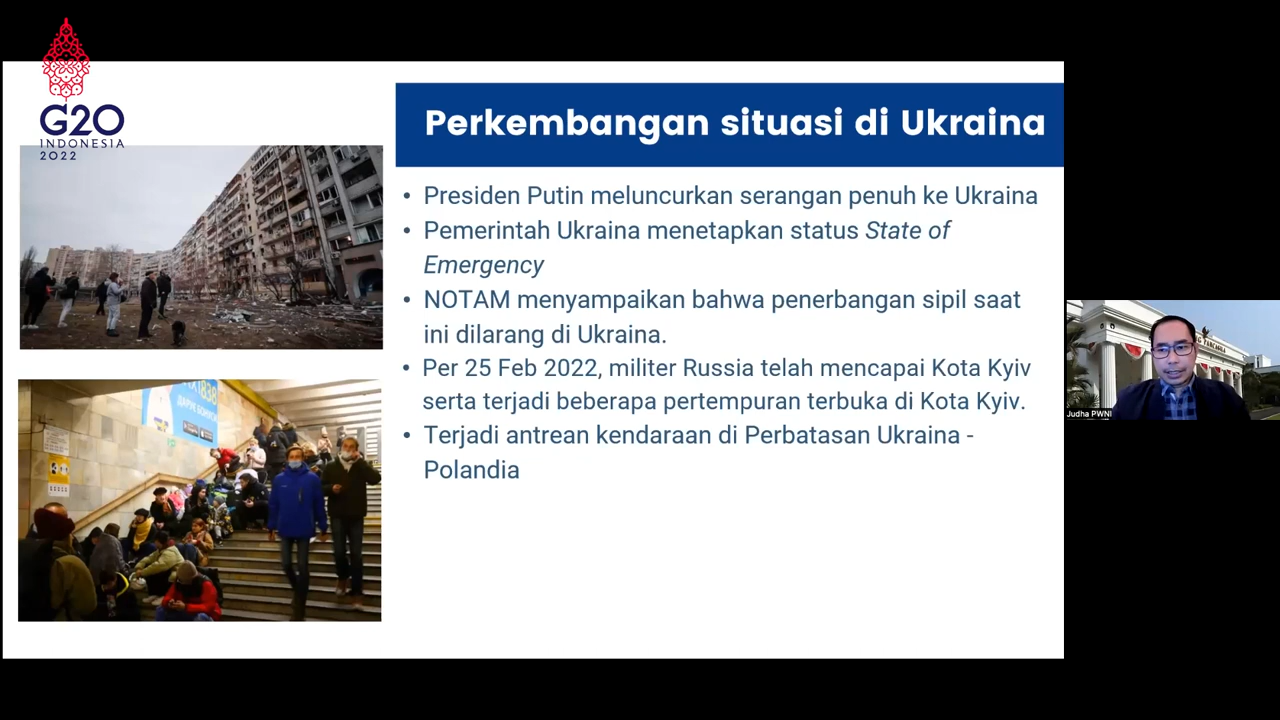 G20
INDONESIA
2022
Perkembangan situasi di Ukraina
• Presiden Putin meluncurkan serangan penuh ke Ukraina
• Pemerintah Ukraina menetapkan status State of
Emergency
• NOTAM menyampaikan bahwa penerbangan sipil saat
ini dilarang di Ukraina.
• Per 25 Feb 2022, militer Russia telah mencapai Kota Kyiv
serta terjadi beberapa pertempuran terbuka di Kota Kyiv.
• Terjadi antrean kendaraan di Perbatasan Ukraina -
Polandia
838
ДАРУЄ БОНУСИ
Judha PWNI